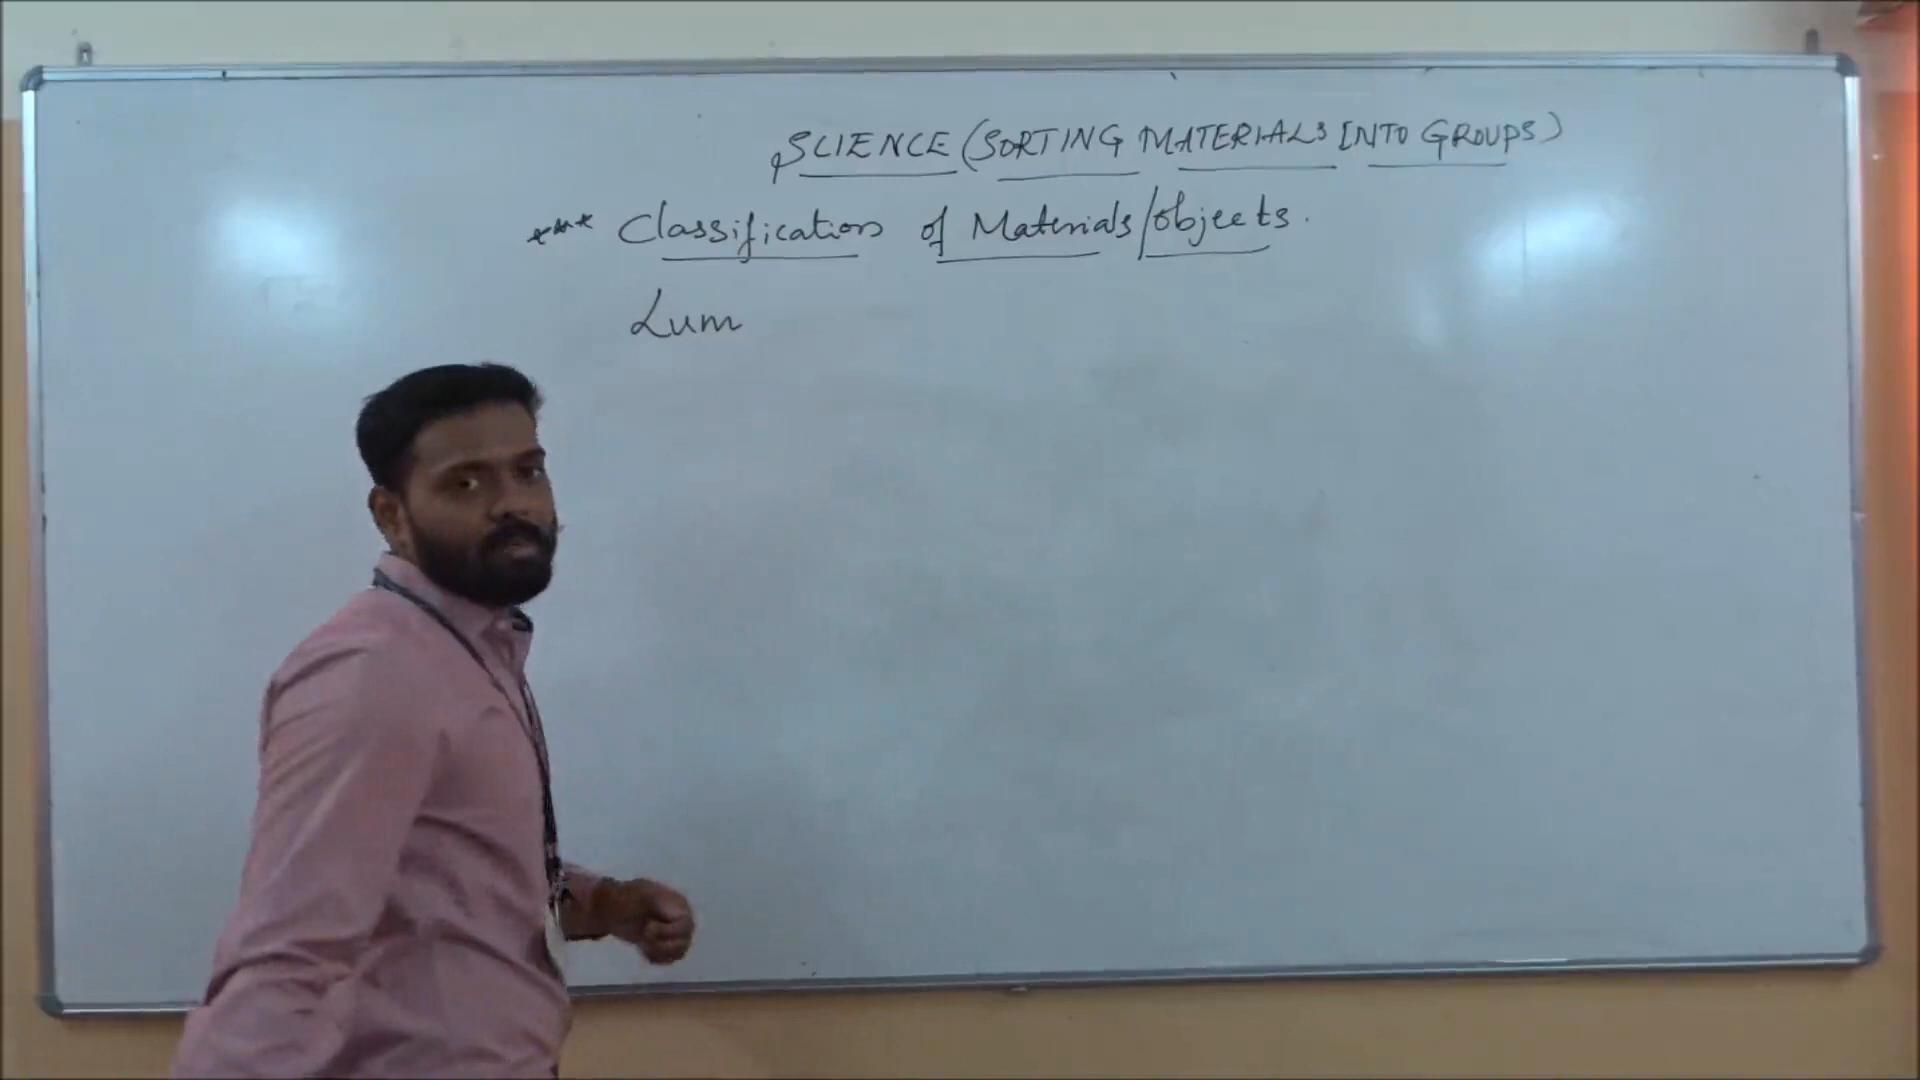 SCIENCE (SORTING MATERIALS INTO GROUPS)
*** Classification of Materials/objects.
Lum